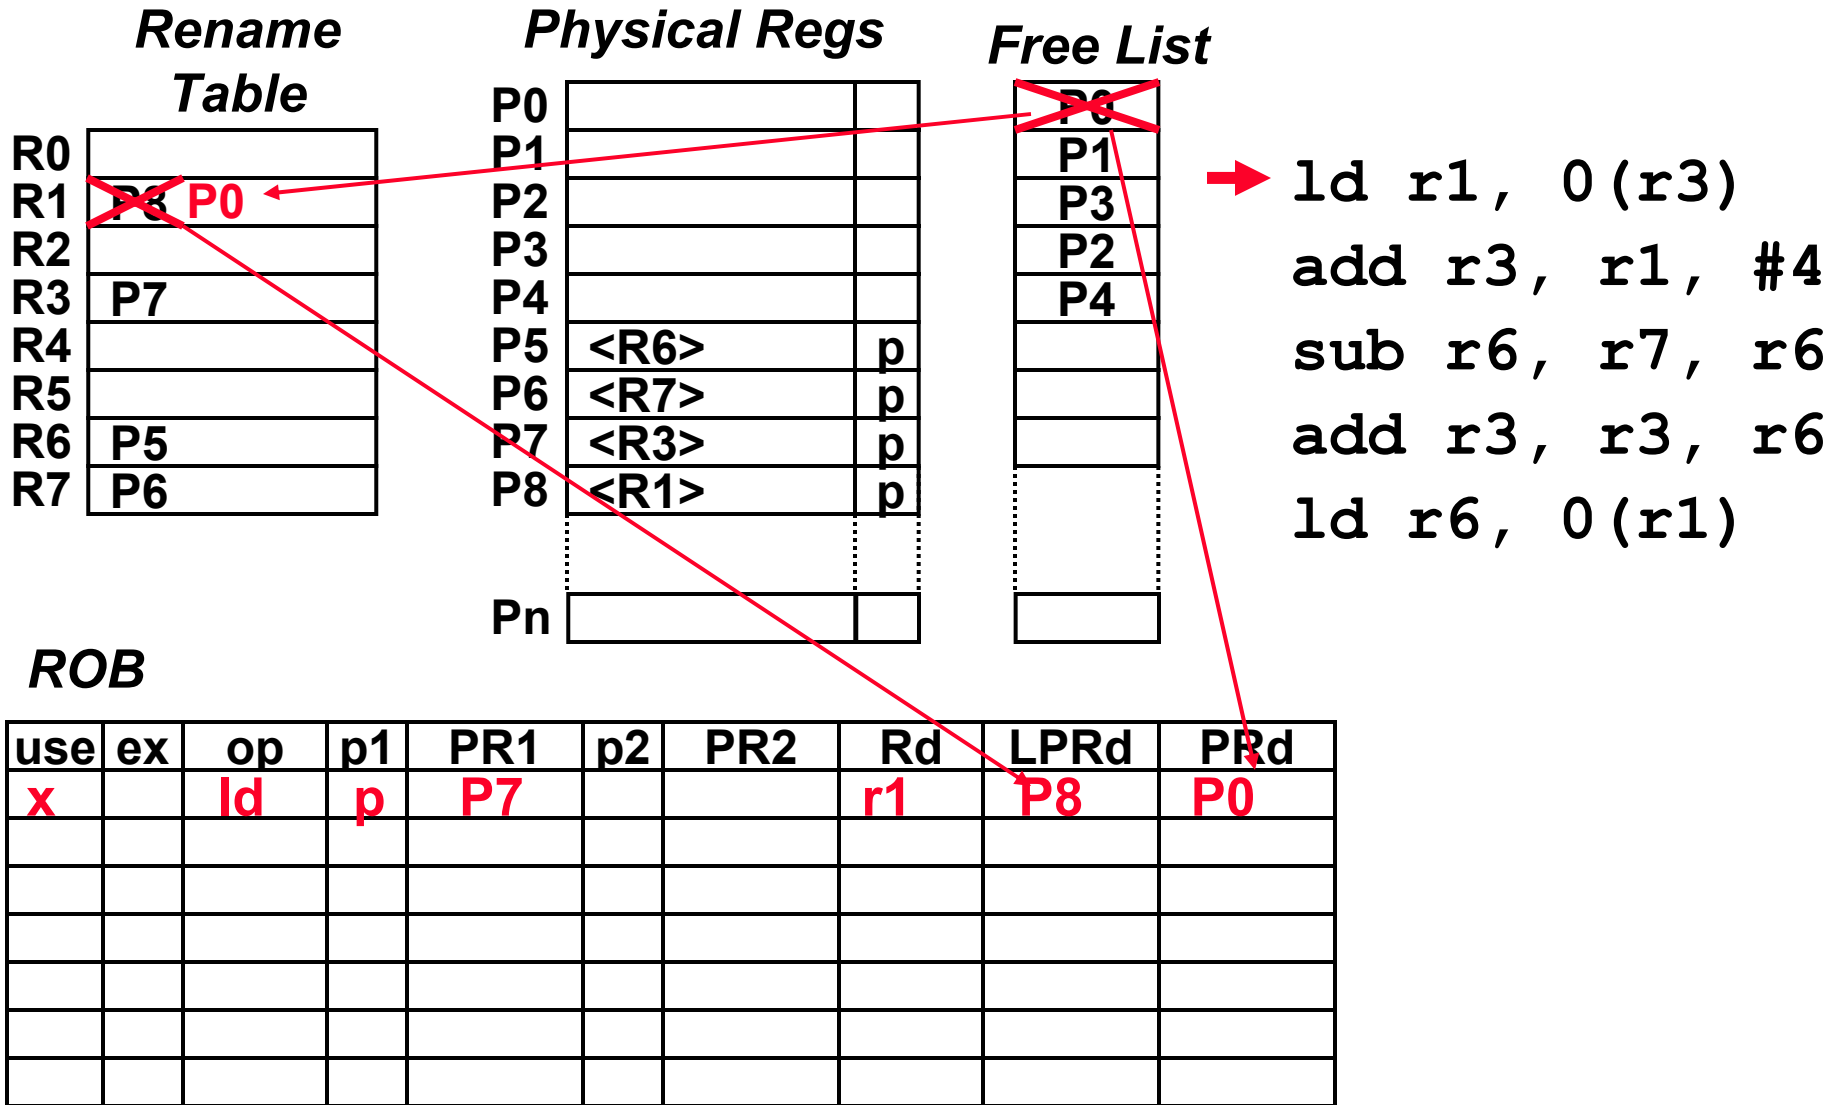 Rename Table
R0
R1 P8 P0
R2
R3 P7
R4
R5
R6 P5
R7 P6
Physical Regs
P0
P1
P2
P3
P4
P5 <R6> p
P6 <R7> p
P7 <R3> p
P8 <R1> p
Pn
Free List
P0
P1
P3
P2
P4
ld r1, 0(r3)
add r3, r1, #4
sub r6, r7, r6
add r3, r3, r6
ld r6, 0(r1)
ROB
use ex op p1 PR1 p2 PR2 Rd LPRd PRd
x ld p P7 r1 P8 P0